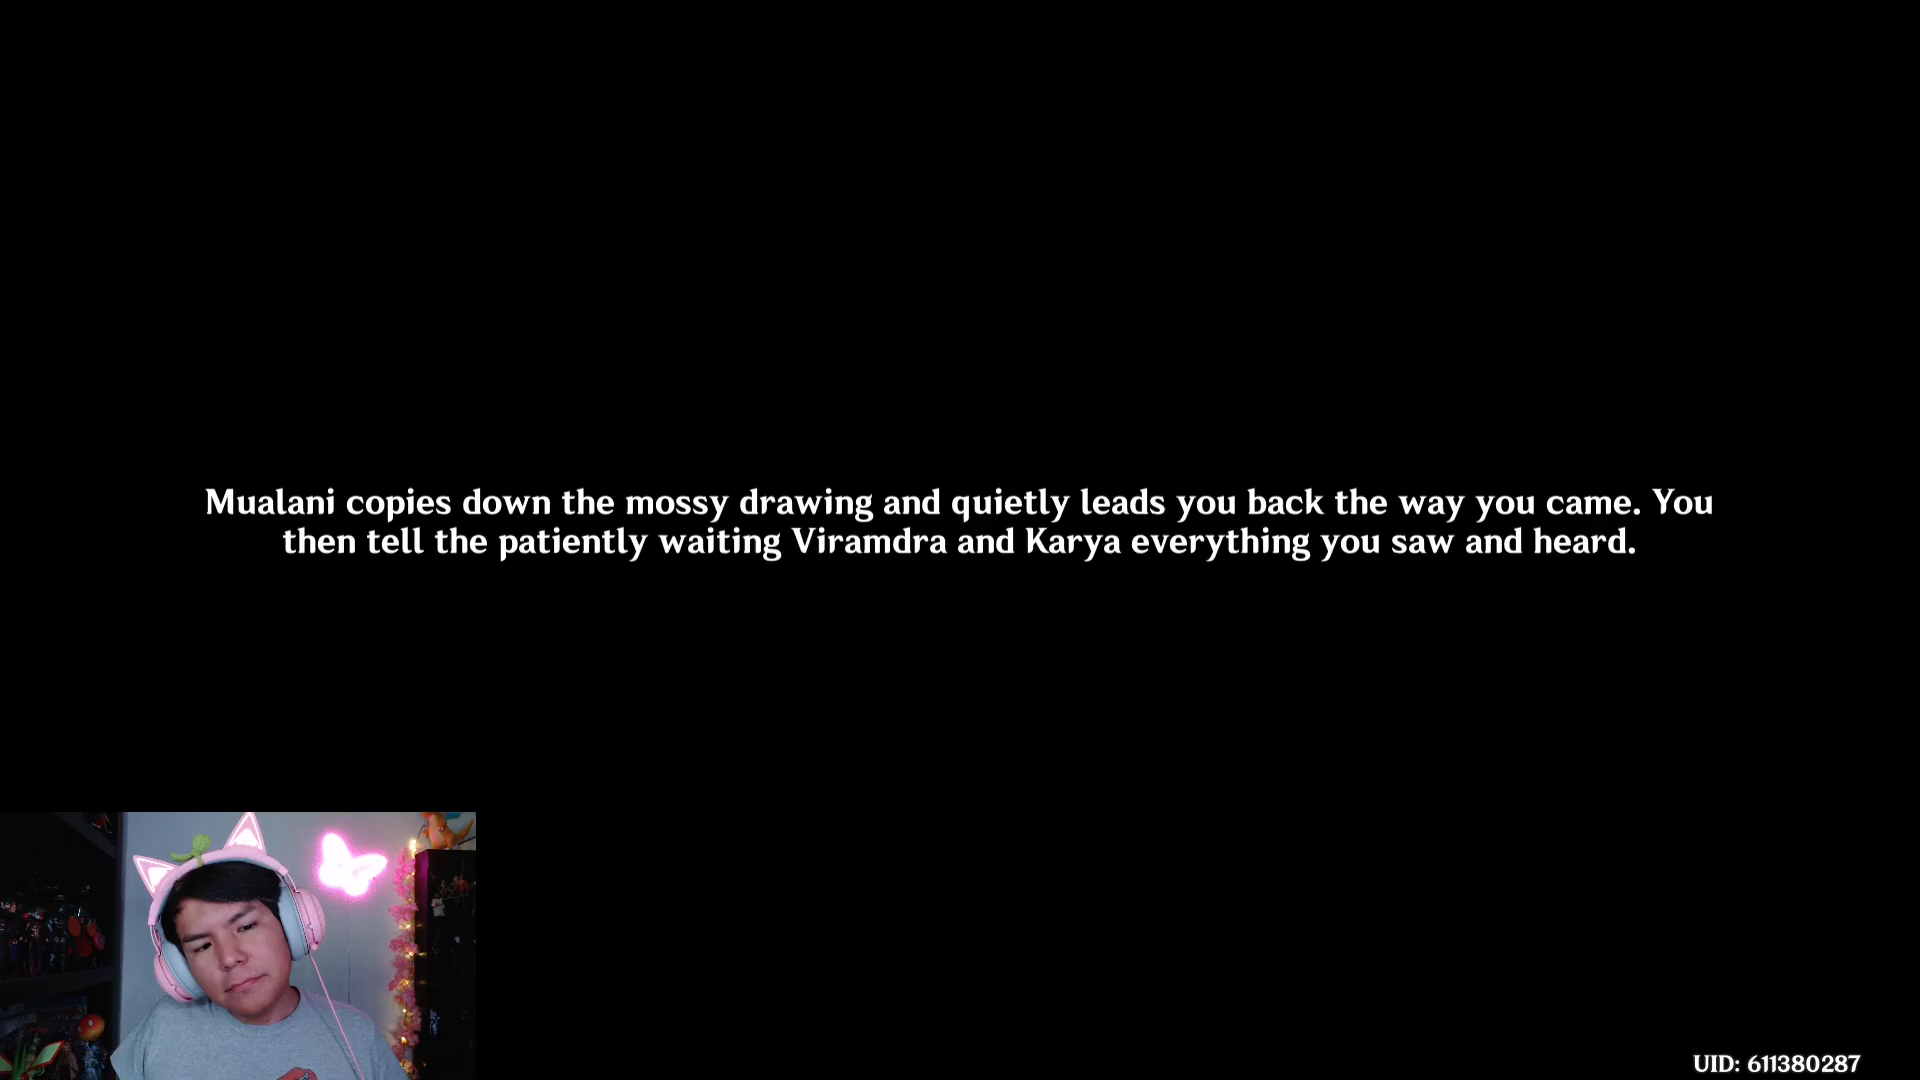 Mualani copies down the mossy drawing and quietly leads you back the way you came. You
then tell the patiently waiting Viramdra and Karya everything you saw and heard.
UID: 611380287